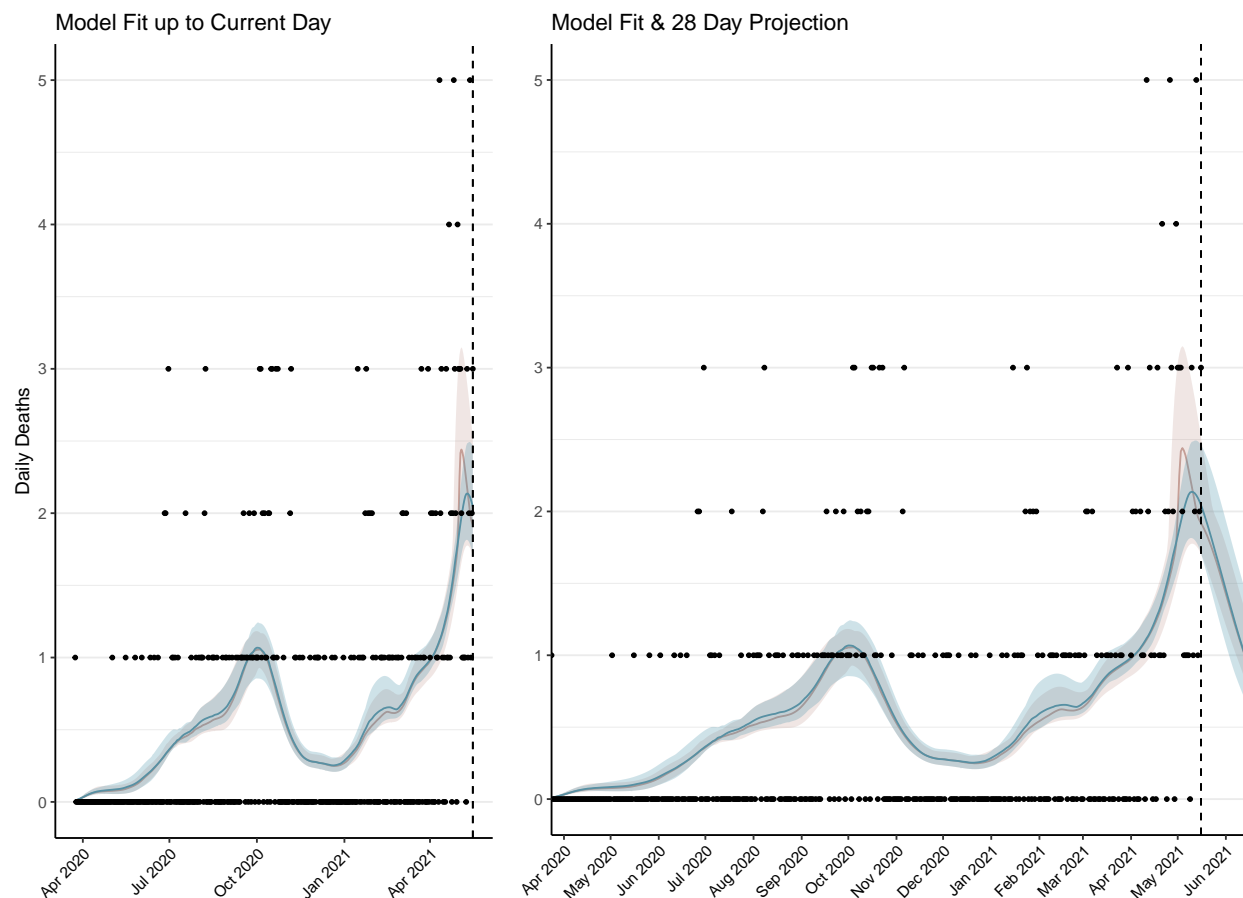 Model Fit up to Current Day
Daily Deaths
5
4
3
2
1
0
Apr 2020
Jul 2020
Oct 2020
Jan 2021
Apr 2021
Model Fit & 28 Day Projection
5
4
3
2
1
0
Apr 2020
May 2020
Jun 2020
Jul 2020
Aug 2020
Sep 2020
Oct 2020
Nov 2020
Dec 2020
Jan 2021
Feb 2021
Mar 2021
Apr 2021
May 2021
Jun 2021